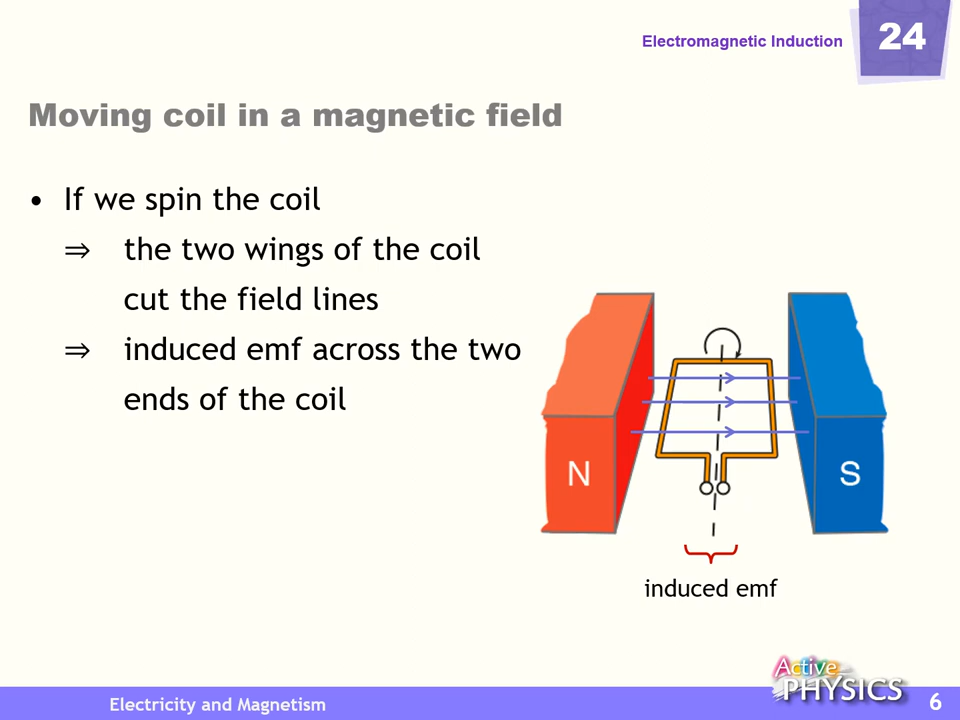 Electromagnetic Induction
24
Moving coil in a magnetic field
• If we spin the coil
⇒ the two wings of the coil
cut the field lines
⇒ induced emf across the two
ends of the coil
N
S
induced emf
Active
PHYSICS
Electricity and Magnetism
6